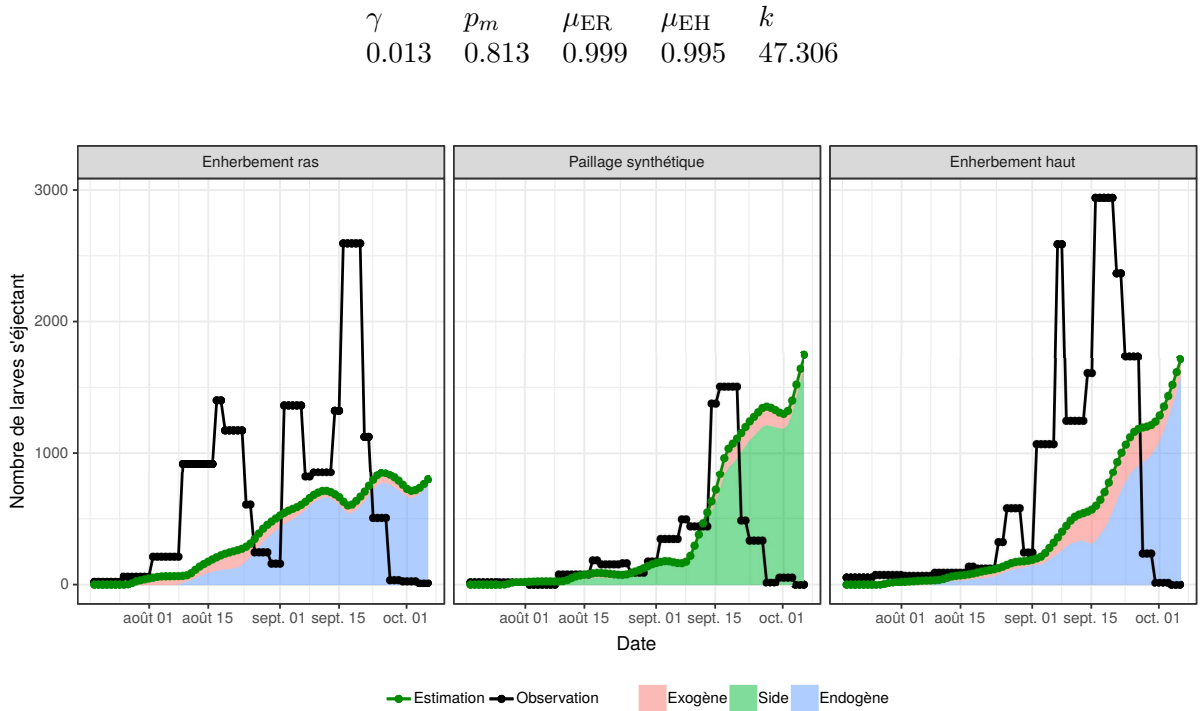 γ p_m μ_ER μ_EH k
0.013 0.813 0.999 0.995 47.306
Enherbement ras
Paillage synthétique
Enherbement haut
Nombre de larves s'éjectant
3000
2000
1000
0
août 01 août 15 sept. 01 sept. 15 oct. 01
août 01 août 15 sept. 01 sept. 15 oct. 01
août 01 août 15 sept. 01 sept. 15 oct. 01
Date
Estimation Observation Exogène Side Endogène